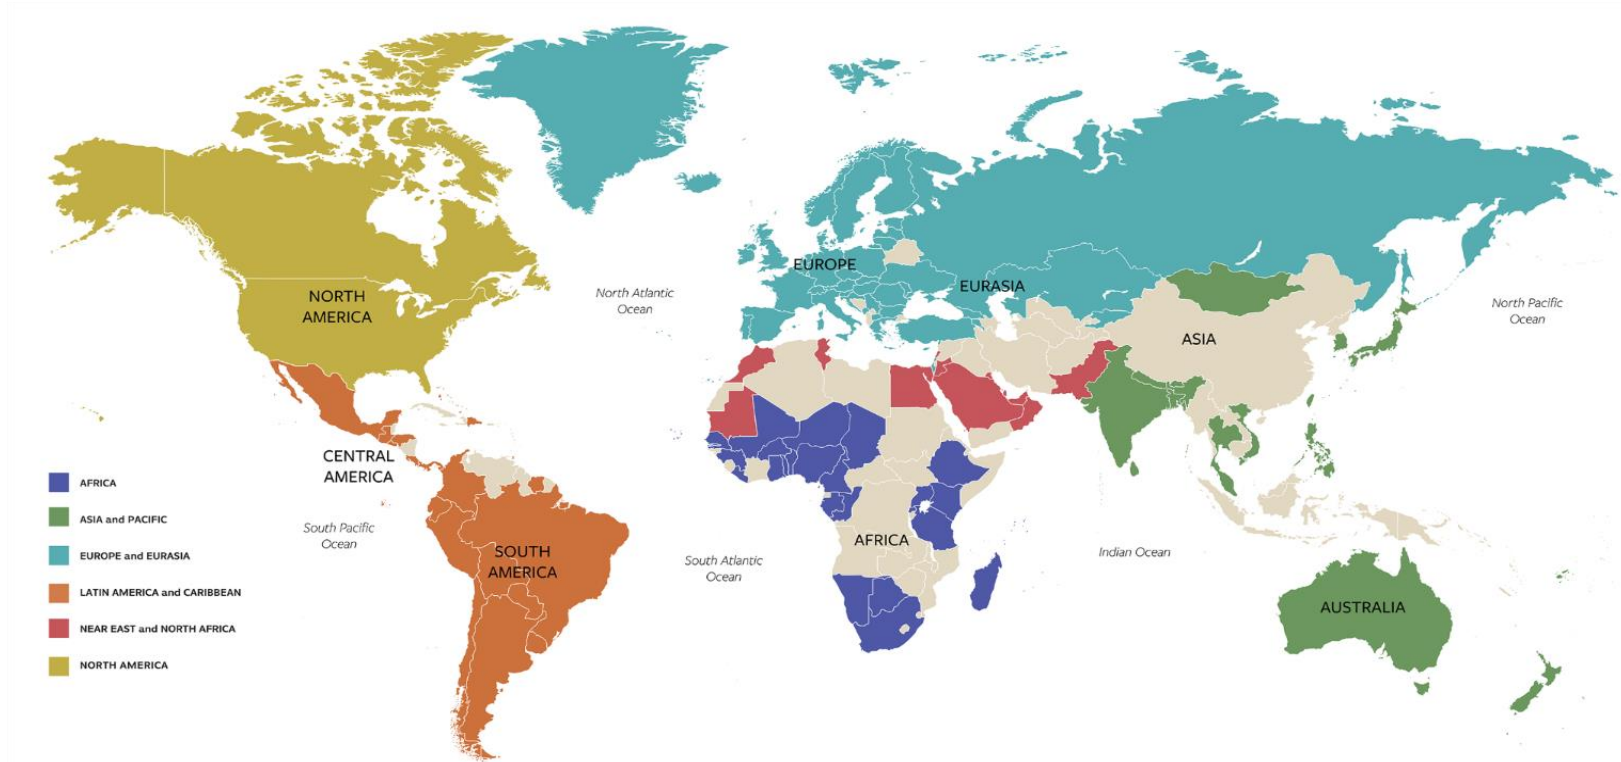 NORTH
AMERICA
CENTRAL
AMERICA
SOUTH
AMERICA
EUROPE
EURASIA
ASIA
AFRICA
AUSTRALIA
North Atlantic
Ocean
North Pacific
Ocean
South Pacific
Ocean
South Atlantic
Ocean
Indian Ocean
AFRICA
ASIA and PACIFIC
EUROPE and EURASIA
LATIN AMERICA and CARIBBEAN
NEAR EAST and NORTH AFRICA
NORTH AMERICA